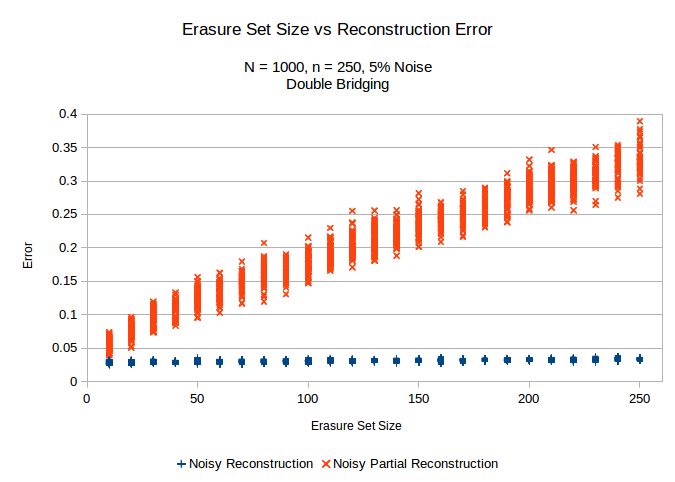 Erasure Set Size vs Reconstruction Error
N = 1000, n = 250, 5% Noise
Double Bridging
0.4
0.35
0.3
0.25
0.2
0.15
0.1
0.05
0
Error
0 50 100 150 200 250
Erasure Set Size
Noisy Reconstruction Noisy Partial Reconstruction